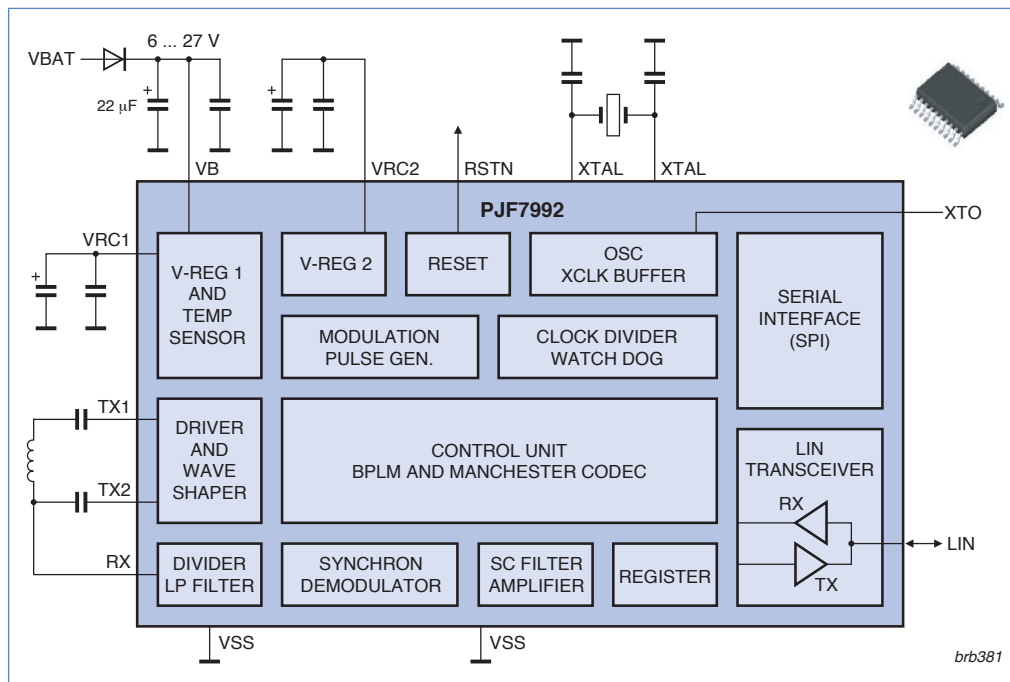 6 ... 27 V
VBAT
+
22 μF
+
VB
VRC2
RSTN
XTAL
XTAL
PJF7992
XTO
VRC1
+
V-REG 1
AND
TEMP
SENSOR
V-REG 2
RESET
OSC
XCLK BUFFER
SERIAL
INTERFACE
(SPI)
MODULATION
PULSE GEN.
CLOCK DIVIDER
WATCH DOG
TX1
TX2
DRIVER
AND
WAVE
SHAPER
CONTROL UNIT
BPLM AND MANCHESTER CODEC
LIN
TRANSCEIVER
RX
TX
LIN
RX
DIVIDER
LP FILTER
SYNCHRON
DEMODULATOR
SC FILTER
AMPLIFIER
REGISTER
VSS
VSS
brb381